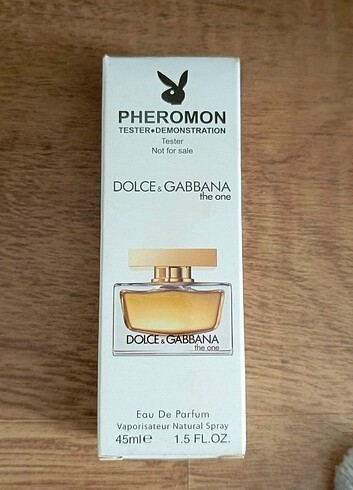 PHEROMON
TESTER•DEMONSTRATION
Tester
Not for sale
DOLCE & GABBANA
the one
DOLCE & GABBANA
the one
Eau De Parfum
Vaporisateur Natural Spray
45ml e 1.5 FL.OZ.